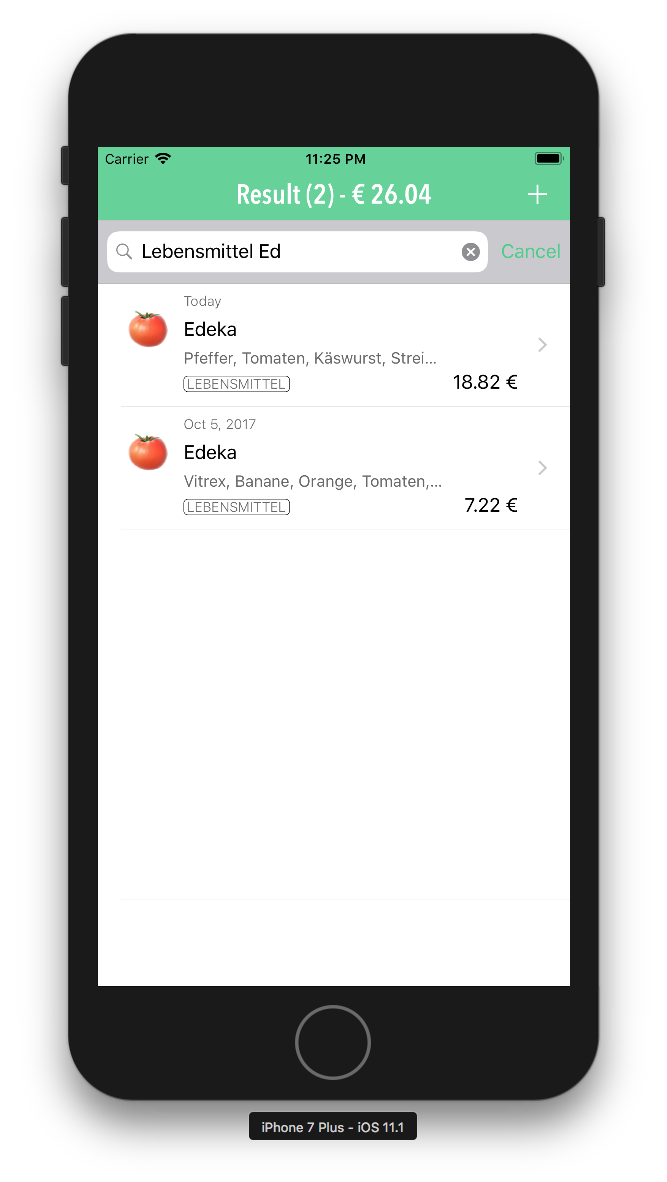 Carrier 11:25 PM
Result (2) - € 26.04 +
Lebensmittel Ed Cancel
Today
Edeka
Pfeffer, Tomaten, Käswurst, Strei...
LEBENSMITTEL 18.82 €
Oct 5, 2017
Edeka
Vitrex, Banane, Orange, Tomaten,...
LEBENSMITTEL 7.22 €
iPhone 7 Plus - iOS 11.1